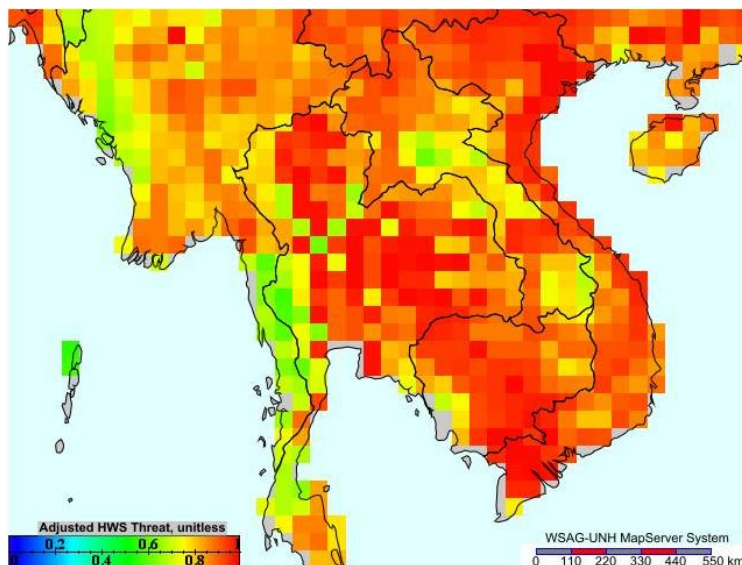 Adjusted HWS Threat, unitless
0.2 0.6 1
0 0.4 0.8
WSAG-UNH MapServer System
0 110 220 330 440 550 km